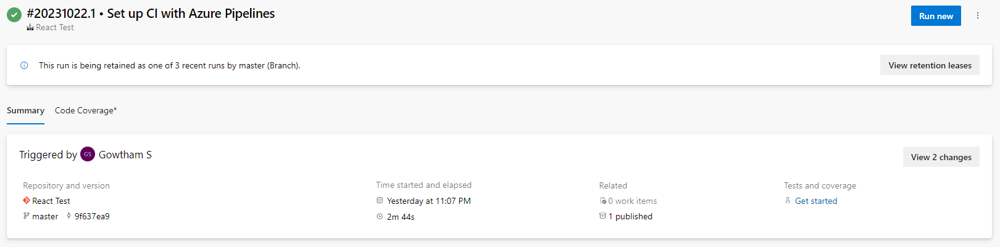 #20231022.1 • Set up CI with Azure Pipelines
React Test
Run new
This run is being retained as one of 3 recent runs by master (Branch).
View retention leases
Summary
Code Coverage*
Triggered by GS Gowtham S
View 2 changes
Repository and version
React Test
master 9f637ea9
Time started and elapsed
Yesterday at 11:07 PM
2m 44s
Related
0 work items
1 published
Tests and coverage
Get started